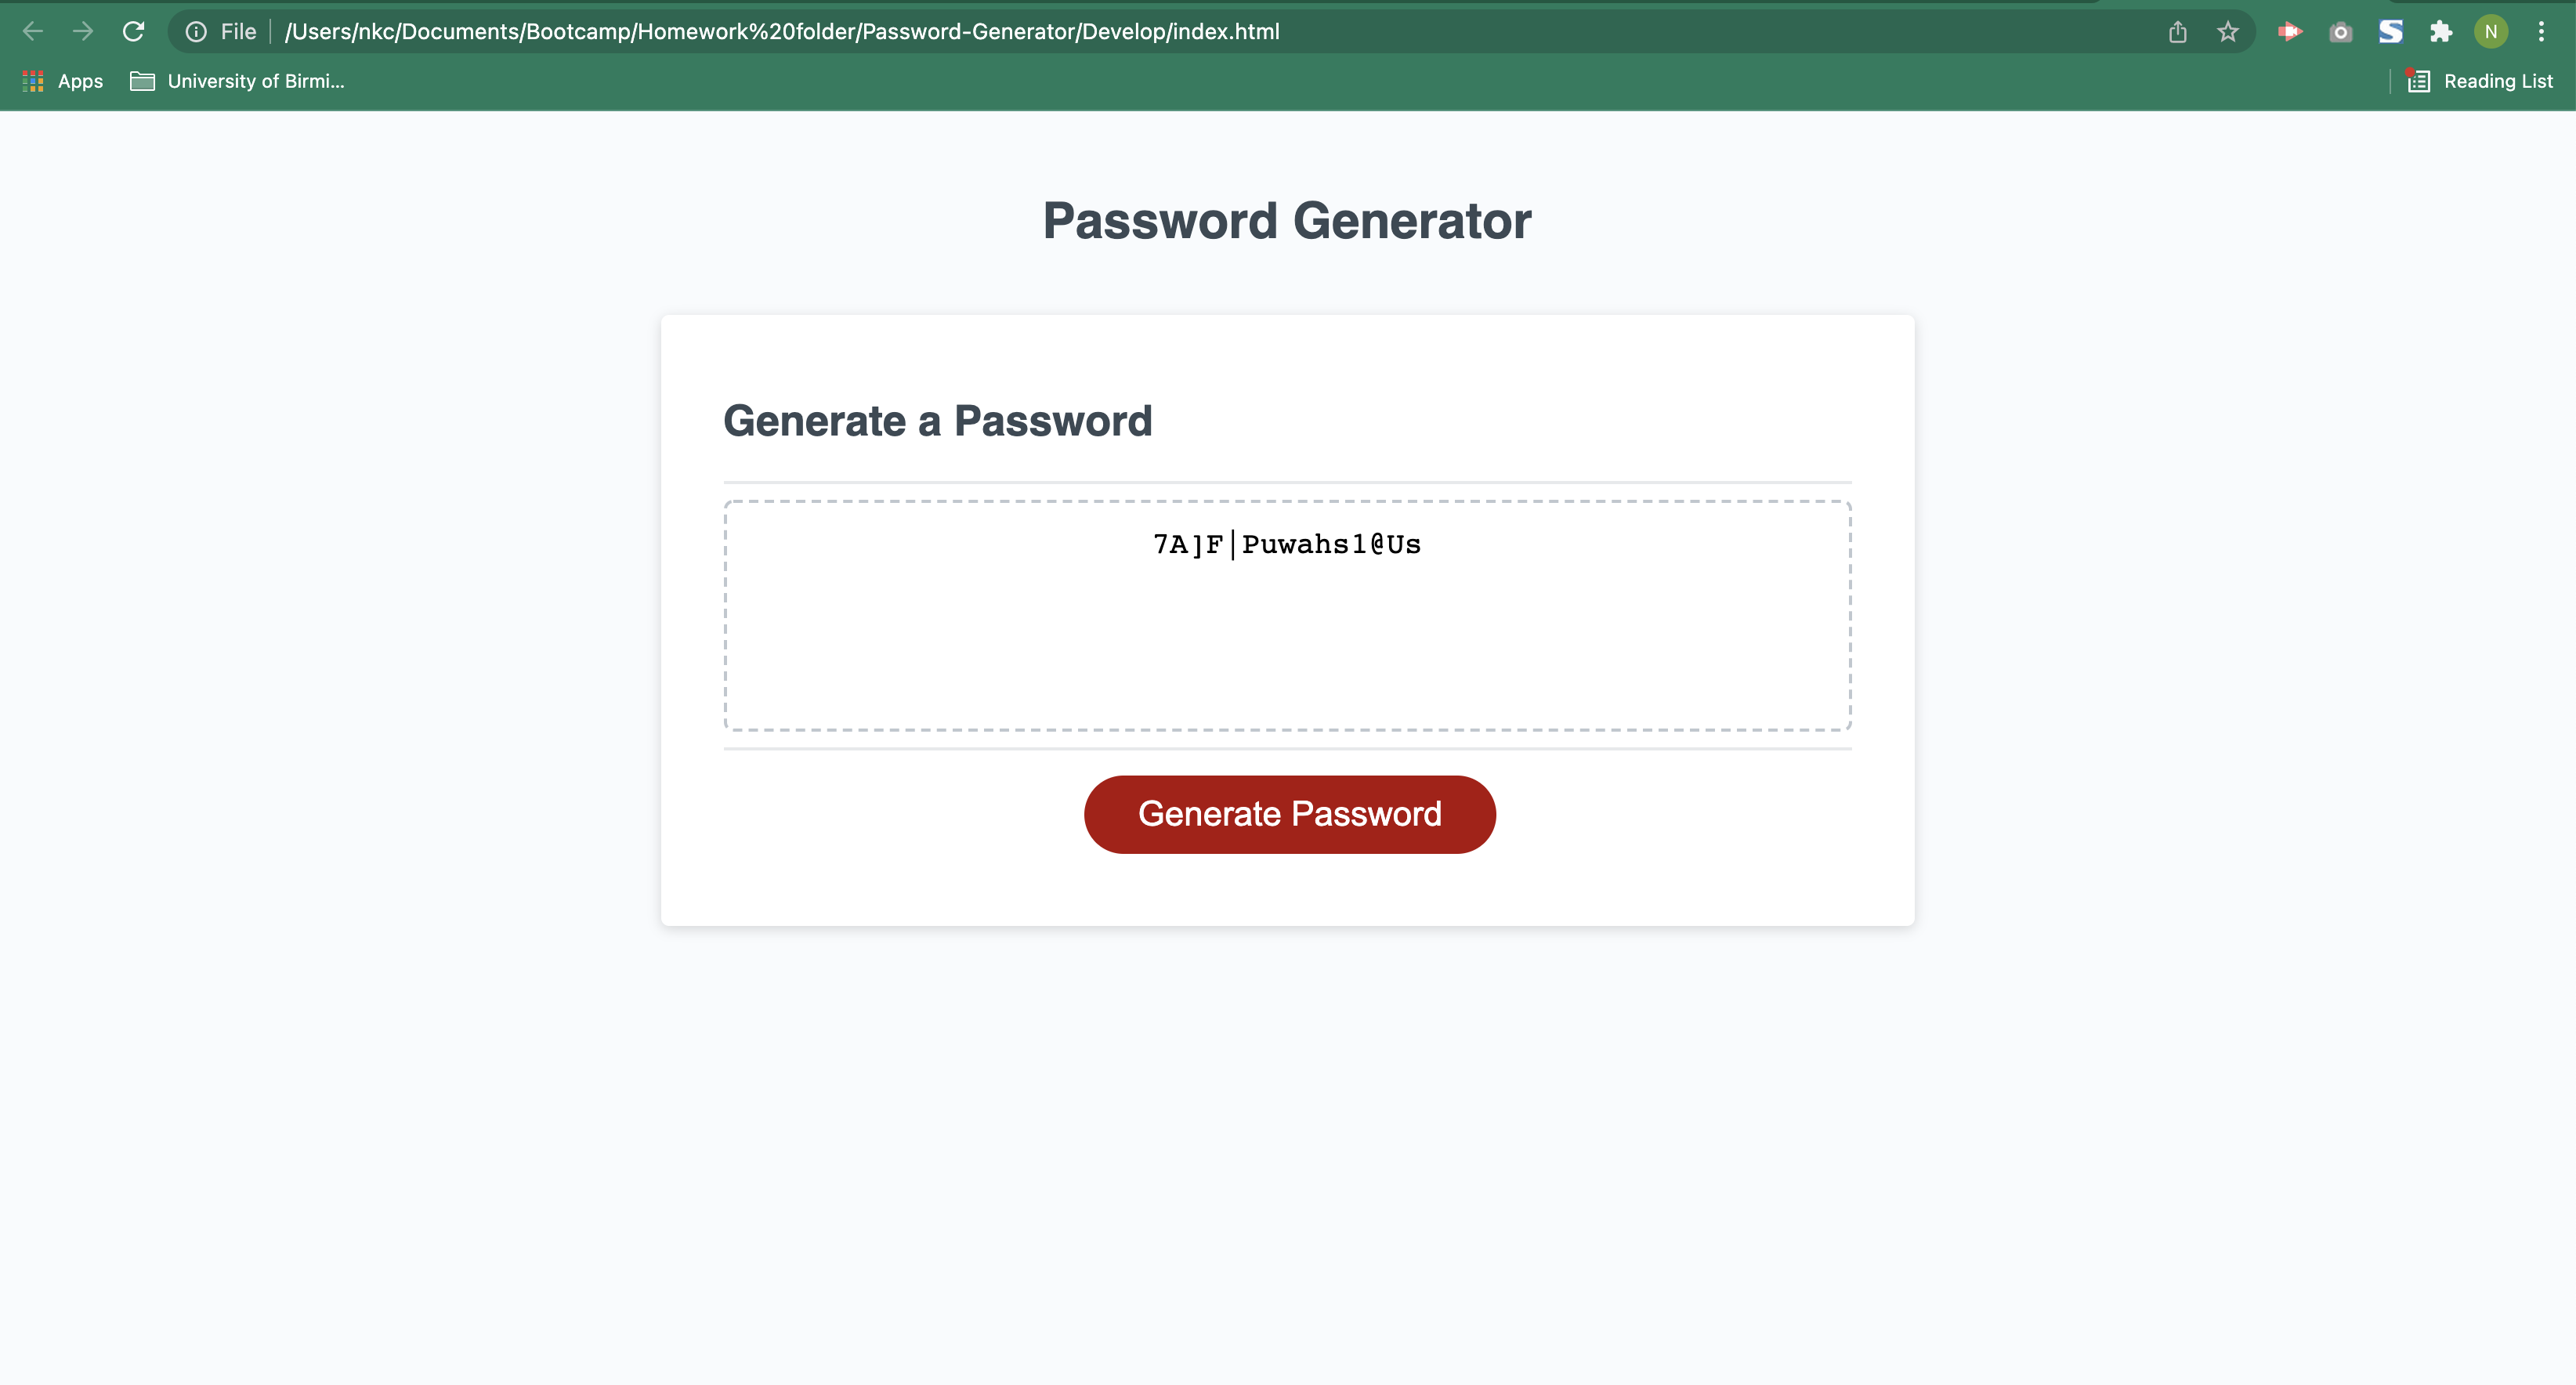 File /Users/nkc/Documents/Bootcamp/Homework%20folder/Password-Generator/Develop/index.html
N
Apps
University of Birmi...
Reading List
Password Generator
Generate a Password
7A]F|Puwahs1@Us
Generate Password